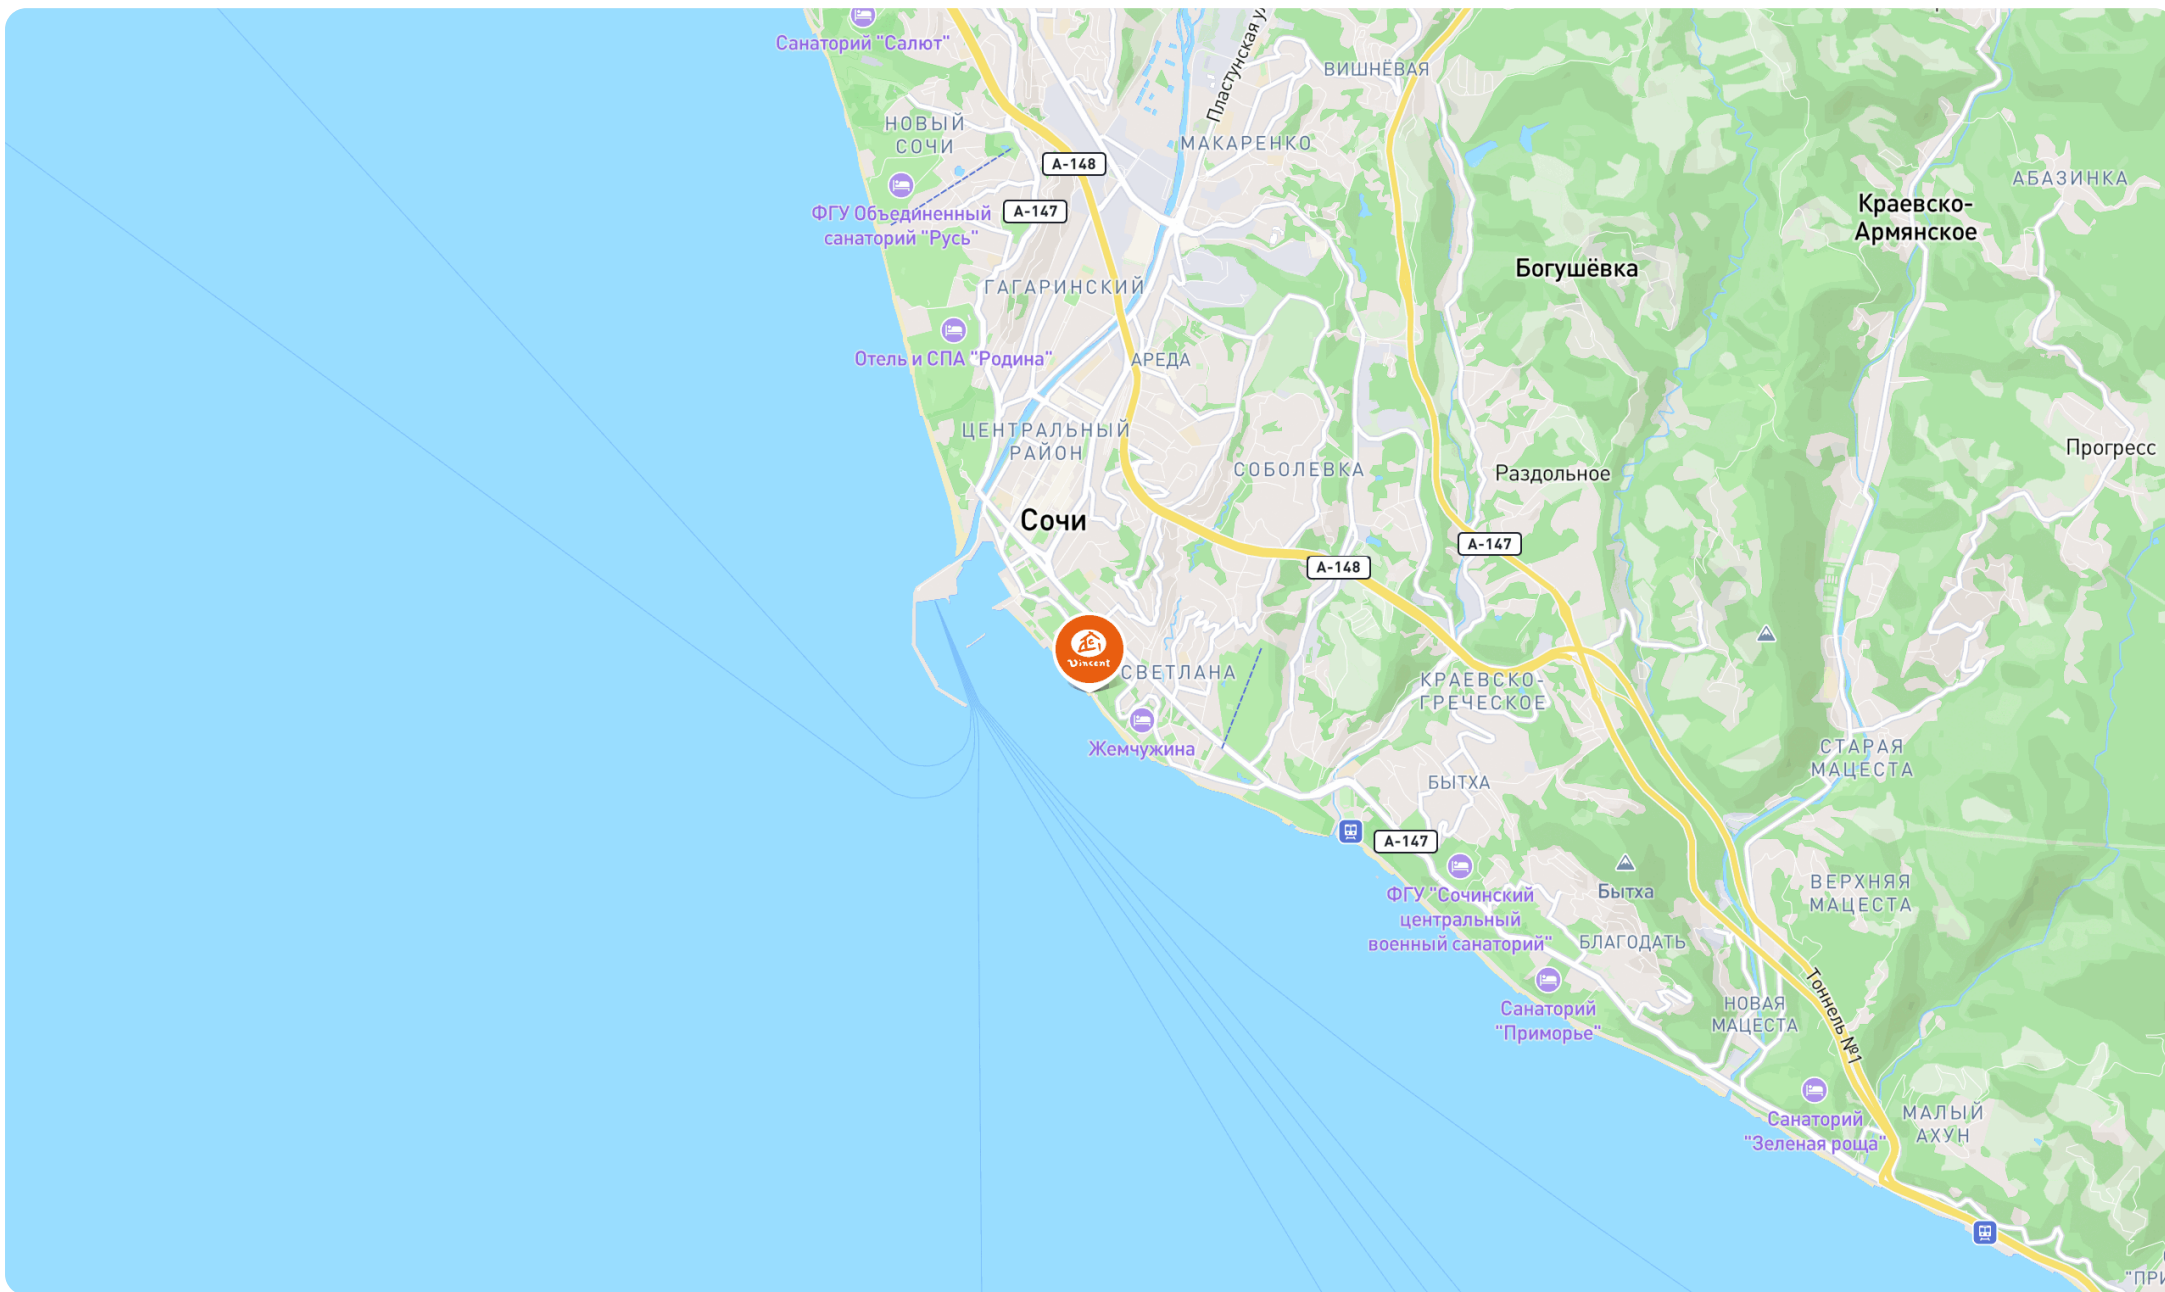 Санаторий "Салют"
Пластунская ул
ВИШНЁВАЯ
НОВЫЙ
СОЧИ
МАКАРЕНКО
А-148
АБАЗИНКА
ФГУ Объединенный
санаторий "Русь"
А-147
Краевско-
Армянское
Богушёвка
ГАГАРИНСКИЙ
Отель и СПА "Родина"
АРЕДА
ЦЕНТРАЛЬНЫЙ
РАЙОН
СОБОЛЕВКА
Раздольное
Прогресс
Сочи
А-147
А-148
Vincent
СВЕТЛАНА
КРАЕВСКО-
ГРЕЧЕСКОЕ
Жемчужина
СТАРАЯ
МАЦЕСТА
БЫТХА
А-147
ФГУ "Сочинский
центральный
военный санаторий"
Бытха
ВЕРХНЯЯ
МАЦЕСТА
БЛАГОДАТЬ
Санаторий
"Приморье"
НОВАЯ
МАЦЕСТА
Тоннель №1
Санаторий
"Зеленая роща"
МАЛЫЙ
АХУН
"ПРИ